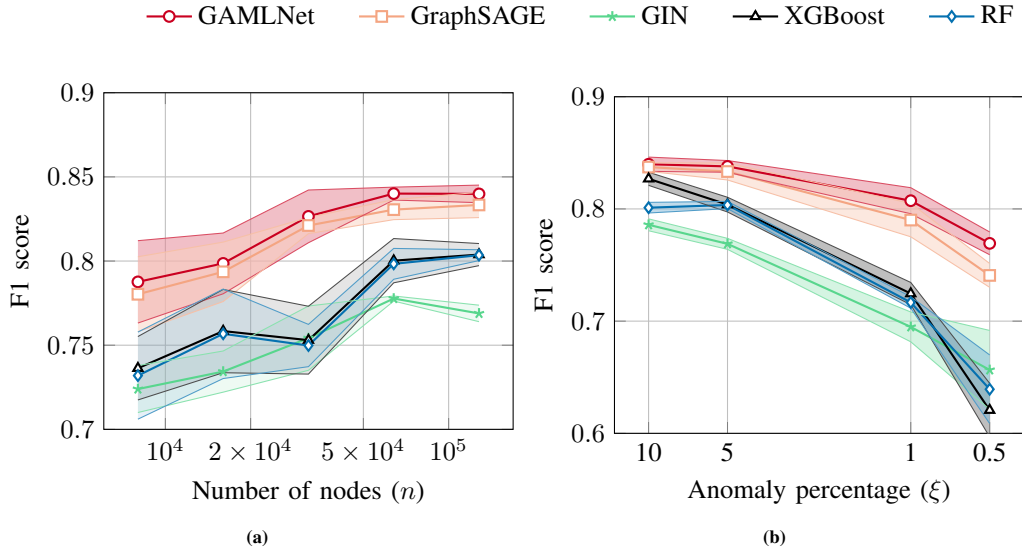 GAMLNet GraphSAGE GIN XGBoost RF
0.9
0.85
0.8
0.75
0.7
F1 score
10^4 2 × 10^4 5 × 10^4 10^5
Number of nodes (n)
(a)
0.9
0.8
0.7
0.6
F1 score
10 5 1 0.5
Anomaly percentage (ξ)
(b)